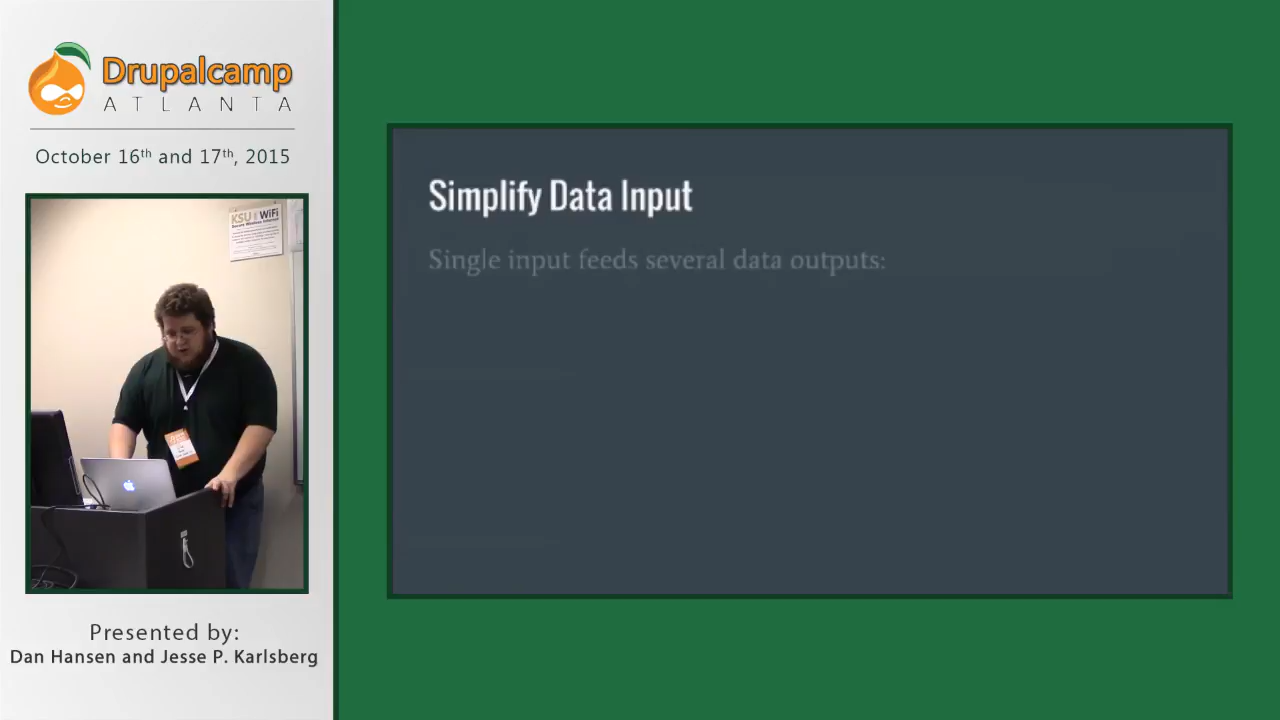 Drupalcamp
ATLANTA
October 16th and 17th, 2015
KSU WiFi
Presented by:
Dan Hansen and Jesse P. Karlsberg
Simplify Data Input
Single input feeds several data outputs: